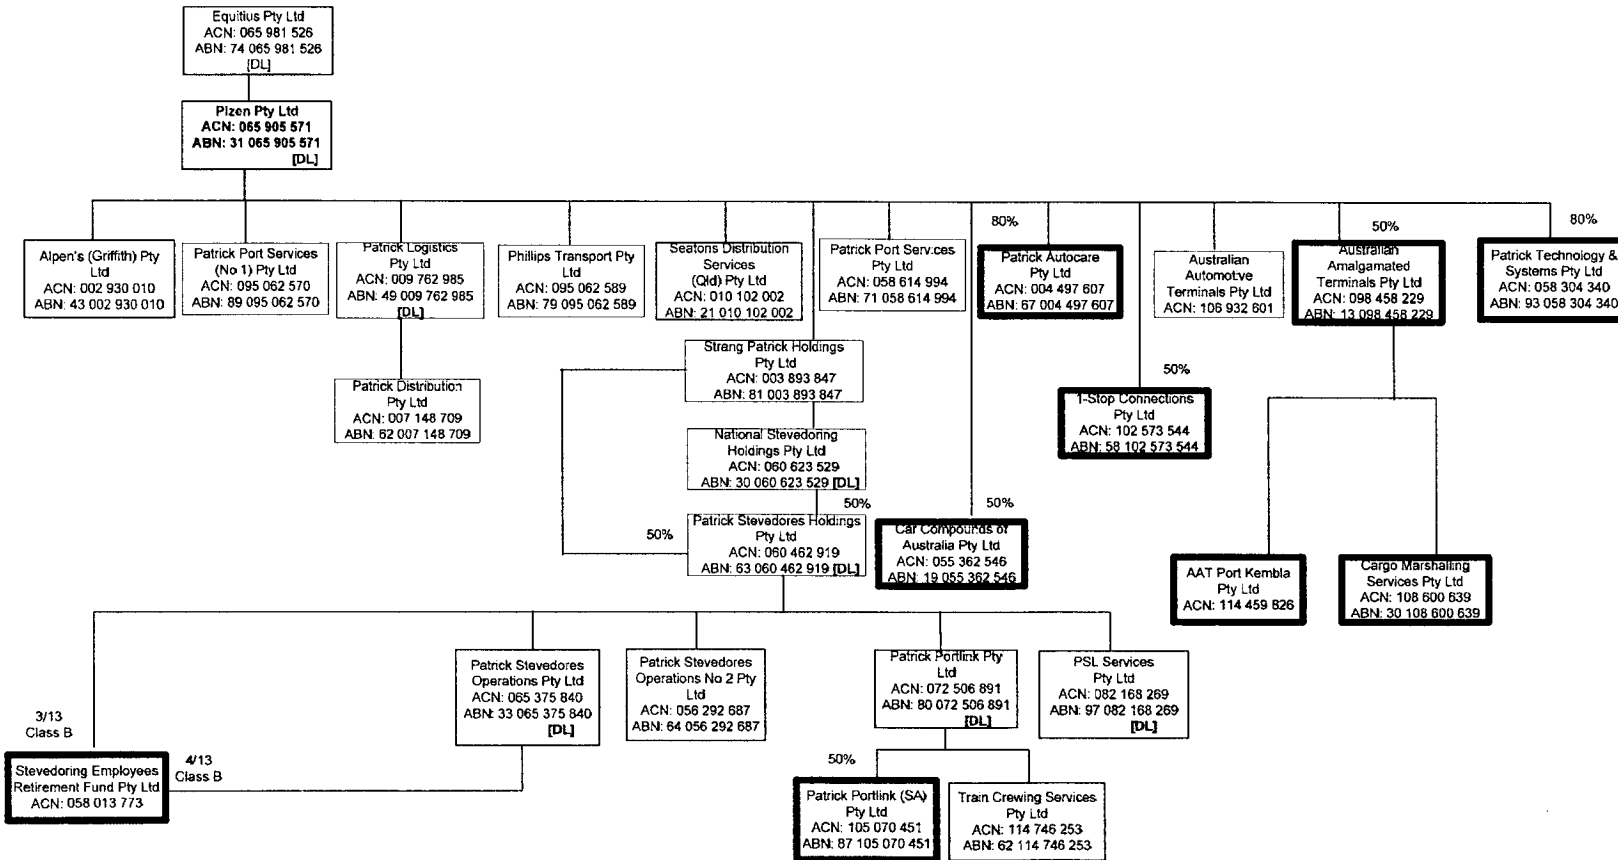 Equitius Pty Ltd
ACN: 065 981 526
ABN: 74 065 981 526
[DL]
Plzen Pty Ltd
ACN: 065 905 571
ABN: 31 065 905 571
[DL]
Alpen's (Griffith) Pty
Ltd
ACN: 002 930 010
ABN: 43 002 930 010
Patrick Port Services
(No 1) Pty Ltd
ACN: 095 062 570
ABN: 89 095 062 570
Patrick Logistics
Pty Ltd
ACN: 009 762 985
ABN: 49 009 762 985
[DL]
Phillips Transport Pty
Ltd
ACN: 095 062 589
ABN: 79 095 062 589
Seatons Distribution
Services
(Qld) Pty Ltd
ACN: 010 102 002
ABN: 21 010 102 002
Patrick Port Services
Pty Ltd
ACN: 058 614 994
ABN: 71 058 614 994
80%
Patrick Autocare
Pty Ltd
ACN: 004 497 607
ABN: 67 004 497 607
Australian
Automotive
Terminals Pty Ltd
ACN: 106 932 601
50%
Australian
Amalgamated
Terminals Pty Ltd
ACN: 098 458 229
ABN: 13 098 458 229
80%
Patrick Technology &
Systems Pty Ltd
ACN: 058 304 340
ABN: 93 058 304 340
Patrick Distribution
Pty Ltd
ACN: 007 148 709
ABN: 62 007 148 709
Strang Patrick Holdings
Pty Ltd
ACN: 003 893 847
ABN: 81 003 893 847
50%
1-Stop Connections
Pty Ltd
ACN: 102 573 544
ABN: 58 102 573 544
National Stevedoring
Holdings Pty Ltd
ACN: 060 623 529
ABN: 30 060 623 529 [DL]
50%
50%
Patrick Stevedores Holdings
Pty Ltd
ACN: 060 462 919
ABN: 63 060 462 919 [DL]
50%
Car Compounds of
Australia Pty Ltd
ACN: 055 362 546
ABN: 19 055 362 546
AAT Port Kembla
Pty Ltd
ACN: 114 459 826
Cargo Marshalling
Services Pty Ltd
ACN: 108 600 639
ABN: 30 108 600 639
3/13
Class B
Stevedoring Employees
Retirement Fund Pty Ltd
ACN: 058 013 773
4/13
Class B
Patrick Stevedores
Operations Pty Ltd
ACN: 065 375 840
ABN: 33 065 375 840
[DL]
Patrick Stevedores
Operations No 2 Pty
Ltd
ACN: 056 292 687
ABN: 64 056 292 687
Patrick Portlink Pty
Ltd
ACN: 072 506 891
ABN: 80 072 506 891
[DL]
PSL Services
Pty Ltd
ACN: 082 168 269
ABN: 97 082 168 269
[DL]
50%
Patrick Portlink (SA)
Pty Ltd
ACN: 105 070 451
ABN: 87 105 070 451
Train Crewing Services
Pty Ltd
ACN: 114 746 253
ABN: 62 114 746 253